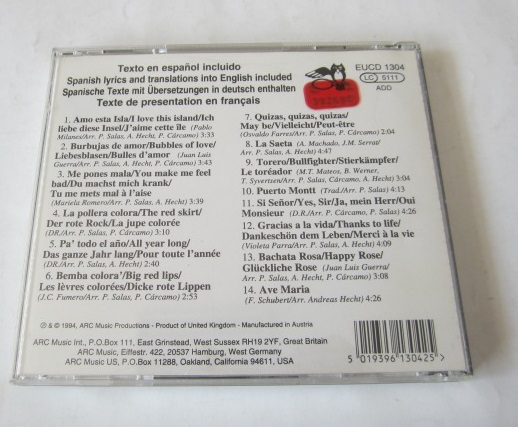 Texto en español incluido
Spanish lyrics and translations into English included
Spanische Texte mit Übersetzungen in deutsch enthalten
Texte de presentation en français
EUCD 1304
LC 5111
ADD
1. Amo esta Isla/I love this island/Ich
liebe diese Insel/J'aime cette île (Pablo
Milanes/Arr. P. Salas, A. Hecht, P. Cárcamo) 3:33
2. Burbujas de amor/Bubbles of love/
Liebesblasen/Bulles d'amor (Juan Luis
Guerra/Arr. P. Salas, A. Hecht, P. Cárcamo) 3:39
3. Me pones mala/You make me feel
bad/Du machst mich krank/
Tu mets mal à l'aise
(Mariela Romero/Arr. P. Salas, A. Hecht) 3:39
4. La pollera colora/The red skirt/
Der rote Rock/La jupe colorée
(DR/Arr. P. Salas, A. Hecht, P. Cárcamo) 3:50
5. Pa' todo el año/All year long/
Das ganze Jahr lang/Pour toute l'année
(DR/Arr. P. Salas, A. Hecht) 2:40
6. Bemba colora'/Big red lips/
Les lèvres colorées/Dicke rote Lippen
(J.C. Fumero/Arr. P. Salas, P. Cárcamo) 2:53
7. Quizas, quizas, quizas/
May be/Vielleicht/Peut-être
(Osvaldo Farres/Arr. P. Salas, P. Cárcamo) 2:04
8. La Saeta (A. Machado, J.M. Serrat/
Arr. P. Salas, A. Hecht) 4:47
9. Torero/Bullfighter/Stierkämpfer/
Le toréador (M.T. Mateos, B. Werner,
T. Syvertsen/Arr. P. Salas, A. Hecht, P. Cárcamo) 3:04
10. Puerto Montt (Trad./Arr. P. Salas) 4:13
11. Si Señor/Yes, Sir/Ja, mein Herr/Oui
Monsieur (D.R./Arr. P. Salas, P. Cárcamo) 4:26
12. Gracias a la vida/Thanks to life/
Dankeschön dem Leben/Merci à la vie
(Violeta Parra/Arr. P. Salas, A. Hecht) 4:09
13. Bachata Rosa/Happy Rose/
Glückliche Rose (Juan Luis Guerra/
Arr. P. Salas, A. Hecht, P. Cárcamo) 3:08
14. Ave Maria
(F. Schubert/Arr. Andreas Hecht) 4:26
℗ & © 1994, ARC Music Productions - Product of United Kingdom - Manufactured in Austria
ARC Music Int., P.O.Box 111, East Grinstead, West Sussex RH19 2YF, Great Britain
ARC Music, Eiffestr. 422, 20537 Hamburg, West Germany
ARC Music US, P.O.Box 11288, Oakland, California 94611, USA
5 019396 130425